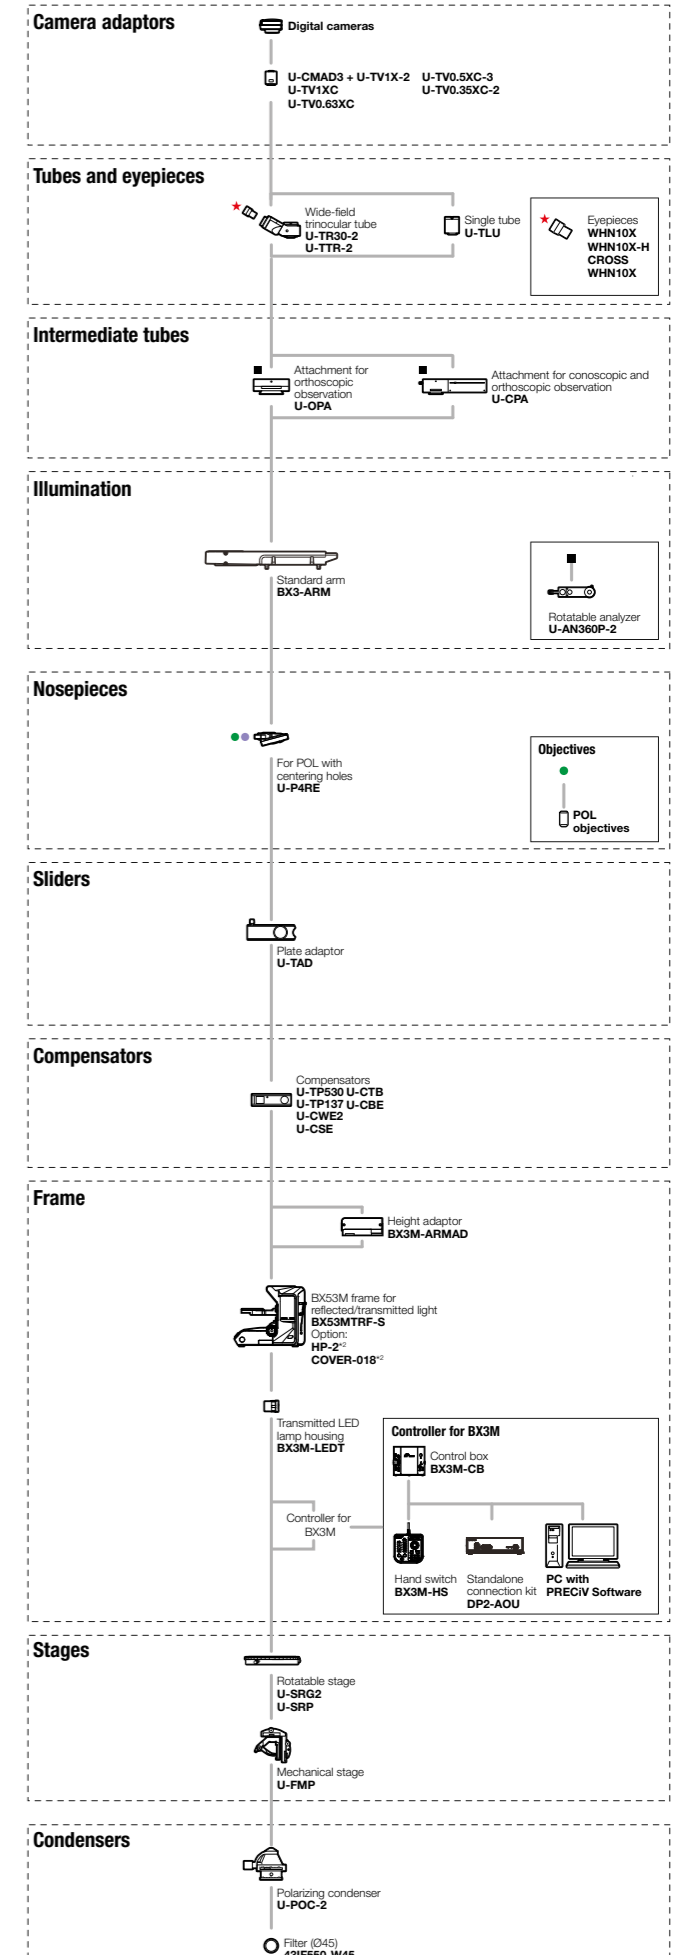 Camera adaptors
Digital cameras
U-CMAD3 + U-TV1X-2 U-TV0.5XC-3
U-TV1XC U-TV0.35XC-2
U-TV0.63XC
Tubes and eyepieces
Wide-field
trinocular tube
U-TR30-2
U-TTR-2
Single tube
U-TLU
Eyepieces
WHN10X
WHN10X-H
CROSS
WHN10X
Intermediate tubes
Attachment for
orthoscopic
observation
U-OPA
Attachment for conoscopic and
orthoscopic observation
U-CPA
Illumination
Standard arm
BX3-ARM
Rotatable analyzer
U-AN360P-2
Nosepieces
For POL with
centering holes
U-P4RE
Objectives
POL
objectives
Sliders
Plate adaptor
U-TAD
Compensators
Compensators
U-TP530 U-CTB
U-TP137 U-CBE
U-CWE2
U-CSE
Frame
Height adaptor
BX3M-ARMAD
BX53M frame for
reflected/transmitted light
BX53MTRF-S
Option:
HP-2*2
COVER-018*2
Transmitted LED
lamp housing
BX3M-LEDT
Controller for
BX3M
Controller for BX3M
Control box
BX3M-CB
Hand switch
BX3M-HS
Standalone
connection kit
DP2-AOU
PC with
PRECiV Software
Stages
Rotatable stage
U-SRG2
U-SRP
Mechanical stage
U-FMP
Condensers
Polarizing condenser
U-POC-2
Filter (Ø45)
43IF550-W45